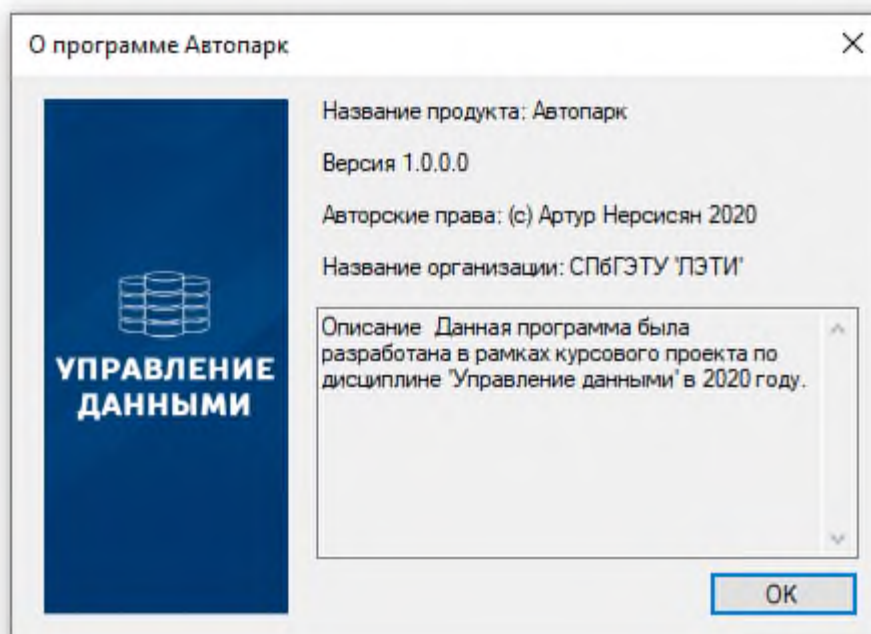 О программе Автопарк
УПРАВЛЕНИЕ
ДАННЫМИ
Название продукта: Автопарк
Версия 1.0.0.0
Авторские права: (c) Артур Нерсисян 2020
Название организации: СПбГЭТУ 'ЛЭТИ'
Описание  Данная программа была
разработана в рамках курсового проекта по
дисциплине 'Управление данными' в 2020 году.
OK